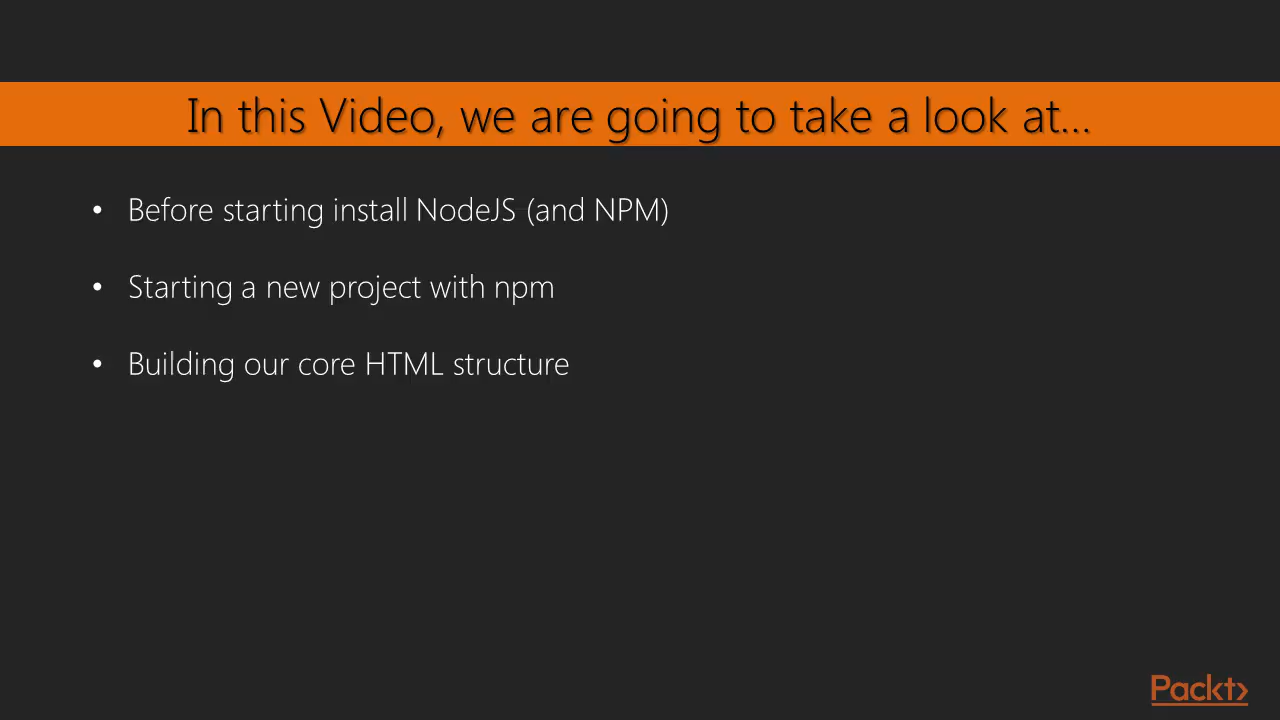 In this Video, we are going to take a look at...
• Before starting install NodeJS (and NPM)
• Starting a new project with npm
• Building our core HTML structure
Packt>